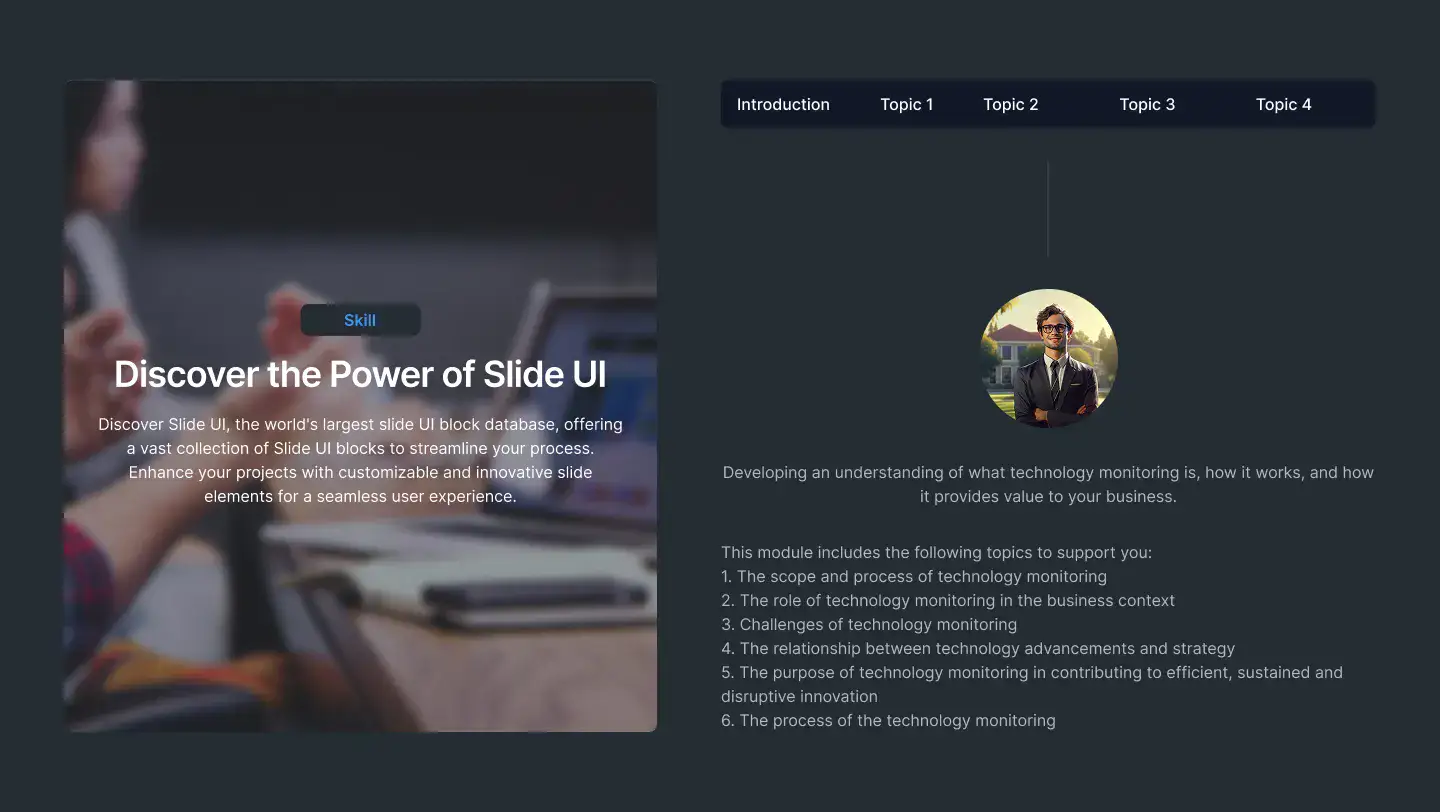 Skill
Discover the Power of Slide UI
Discover Slide UI, the world's largest slide UI block database, offering
a vast collection of Slide UI blocks to streamline your process.
Enhance your projects with customizable and innovative slide
elements for a seamless user experience.
Introduction Topic 1 Topic 2 Topic 3 Topic 4
Developing an understanding of what technology monitoring is, how it works, and how
it provides value to your business.
This module includes the following topics to support you:
1. The scope and process of technology monitoring
2. The role of technology monitoring in the business context
3. Challenges of technology monitoring
4. The relationship between technology advancements and strategy
5. The purpose of technology monitoring in contributing to efficient, sustained and
disruptive innovation
6. The process of the technology monitoring